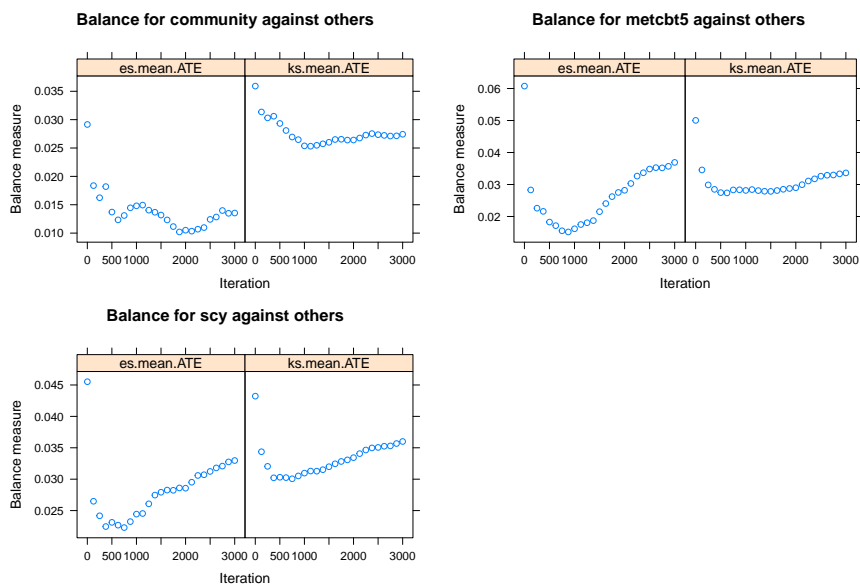 Balance for community against others
es.mean.ATE ks.mean.ATE
Balance measure
0.035
0.030
0.025
0.020
0.015
0.010
0 500 1000 2000 3000 0 500 1000 2000 3000
Iteration
Balance for metcbt5 against others
es.mean.ATE ks.mean.ATE
Balance measure
0.06
0.05
0.04
0.03
0.02
0 500 1000 2000 3000 0 500 1000 2000 3000
Iteration
Balance for scy against others
es.mean.ATE ks.mean.ATE
Balance measure
0.045
0.040
0.035
0.030
0.025
0 500 1000 2000 3000 0 500 1000 2000 3000
Iteration